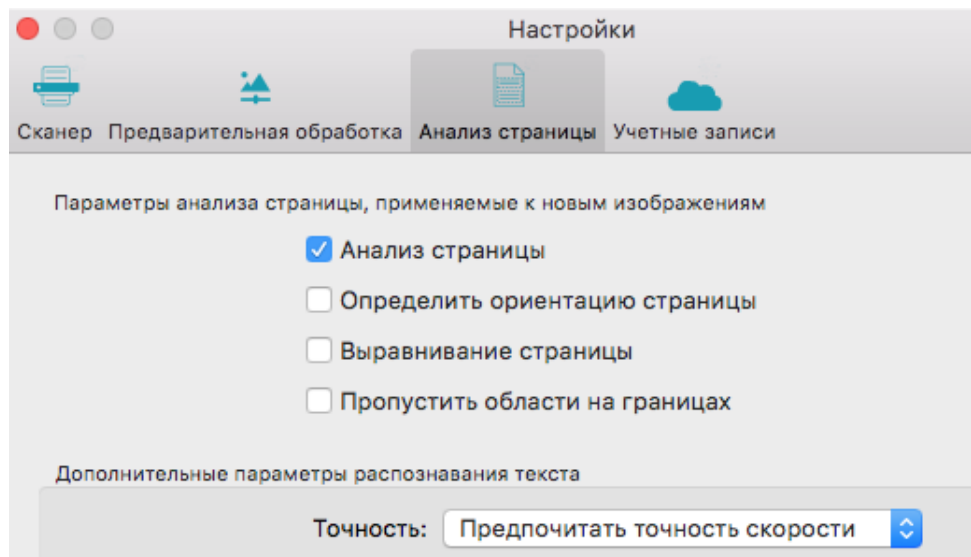 Настройки
Сканер Предварительная обработка Анализ страницы Учетные записи
Параметры анализа страницы, применяемые к новым изображениям
Анализ страницы
Определить ориентацию страницы
Выравнивание страницы
Пропустить области на границах
Дополнительные параметры распознавания текста
Точность: Предпочитать точность скорости